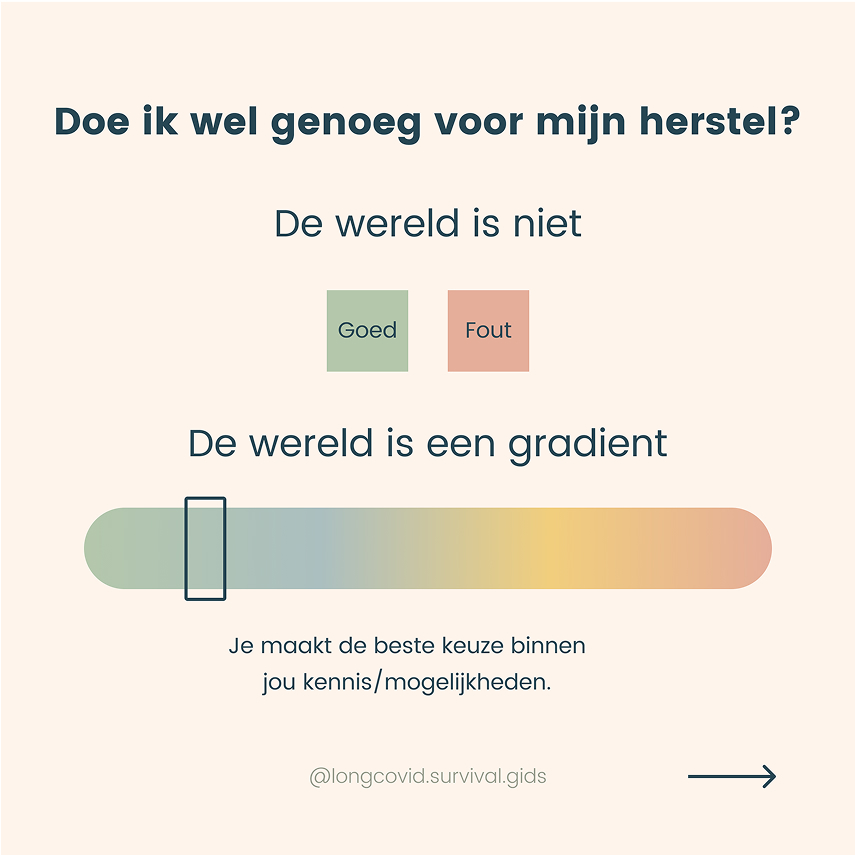 Doe ik wel genoeg voor mijn herstel?
De wereld is niet
Goed
Fout
De wereld is een gradient
Je maakt de beste keuze binnen
jou kennis/mogelijkheden.
@longcovid.survival.gids